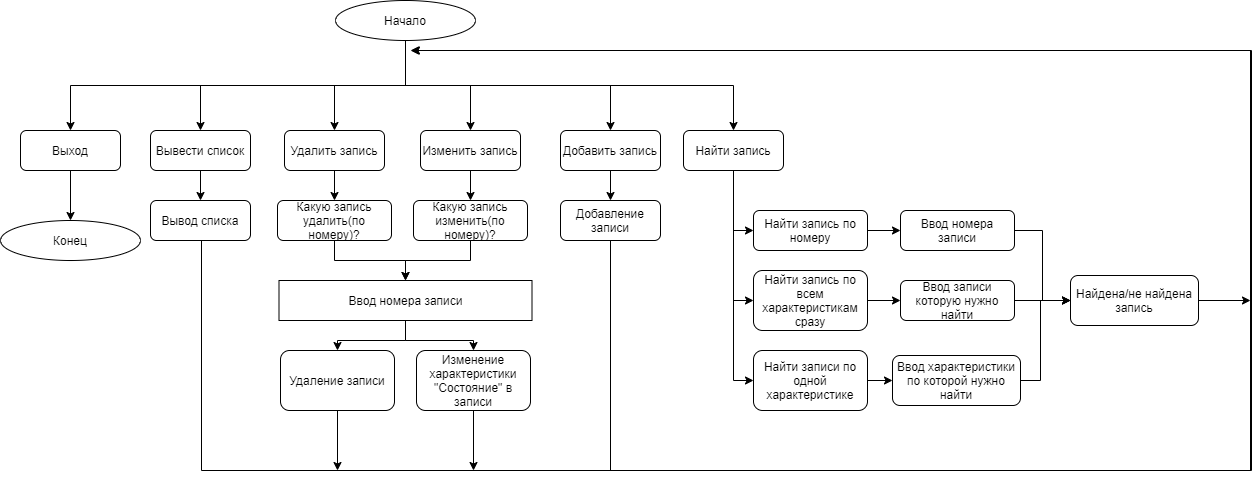 Начало
Выход
Вывести список
Удалить запись
Изменить запись
Добавить запись
Найти запись
Конец
Вывод списка
Какую запись
удалить(по
номеру)?
Какую запись
изменить(по
номеру)?
Добавление
записи
Найти запись по
номеру
Ввод номера
записи
Ввод номера записи
Найти запись по
всем
характеристикам
сразу
Ввод записи
которую нужно
найти
Найдена/не найдена
запись
Удаление записи
Изменение
характеристики
"Состояние" в
записи
Найти записи по
одной
характеристике
Ввод характеристики
по которой нужно
найти